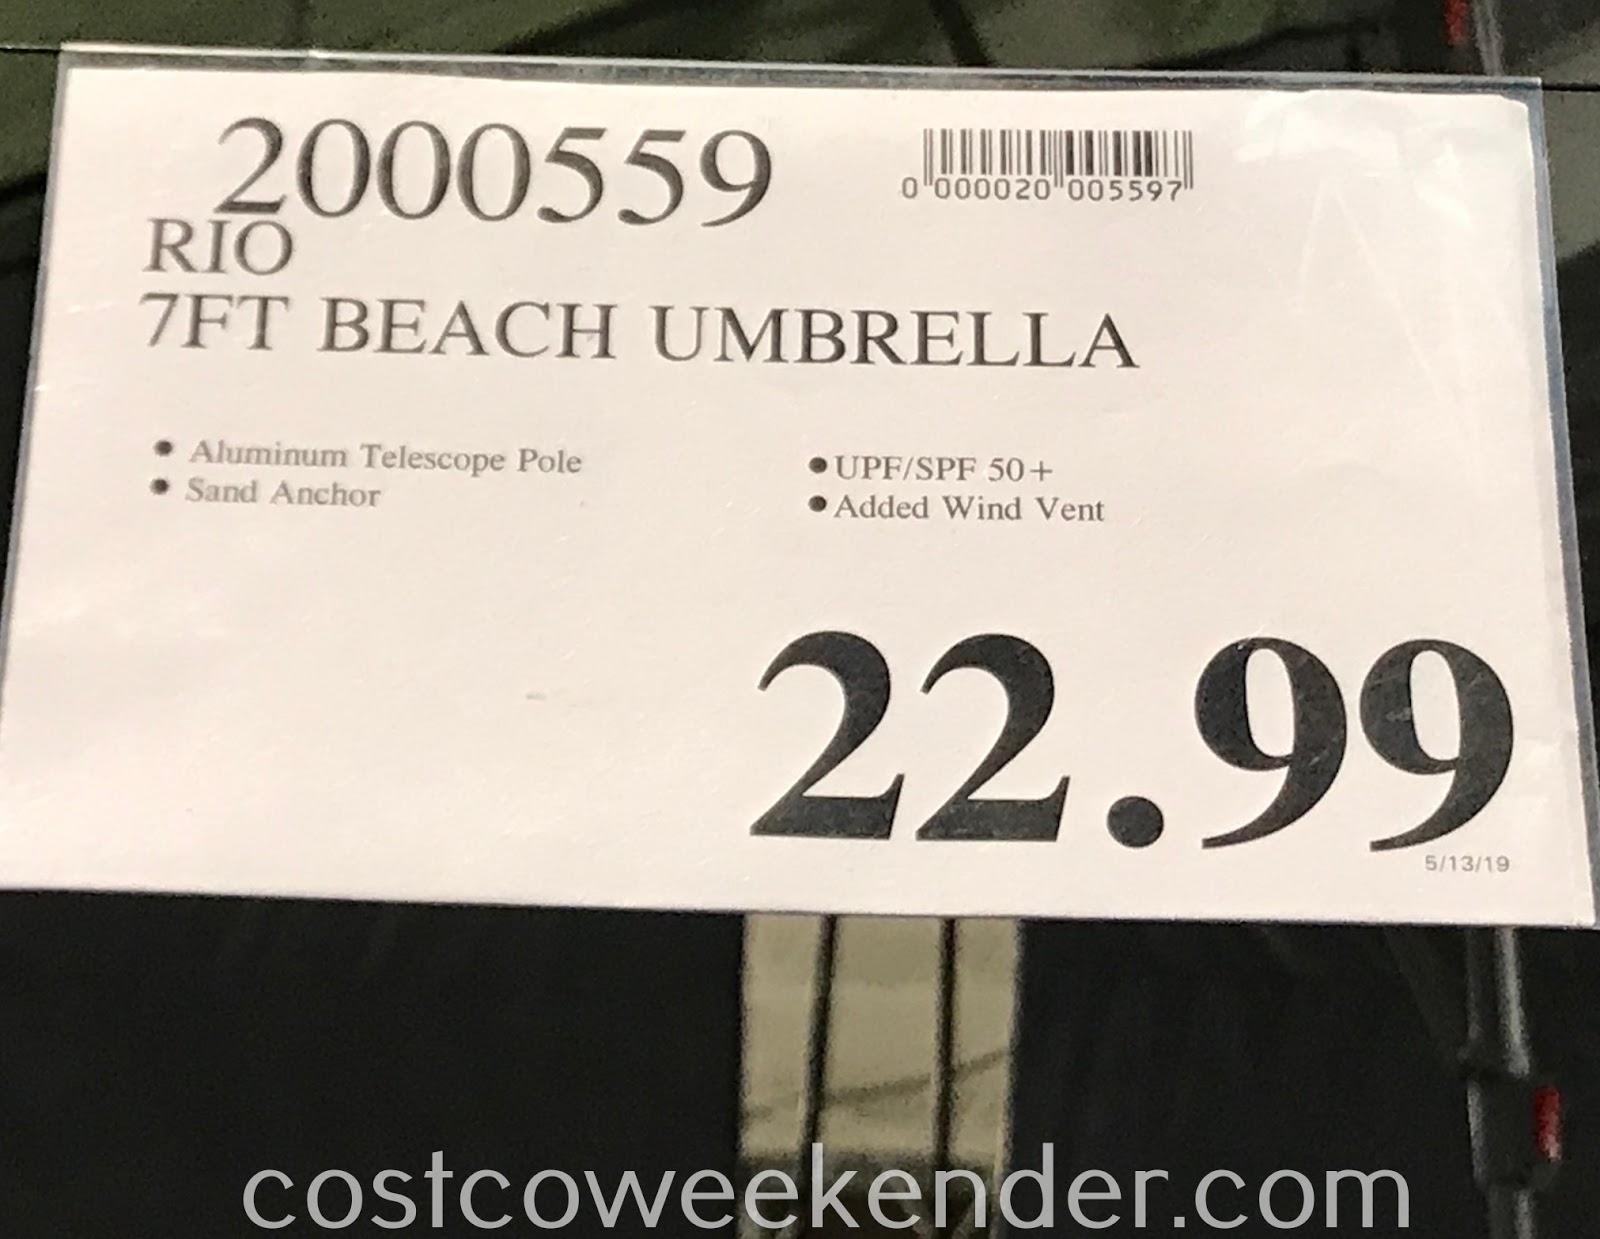 2000559
0 000020 005597
RIO
7FT BEACH UMBRELLA
● Aluminum Telescope Pole
● Sand Anchor
● UPF/SPF 50+
● Added Wind Vent
22.99
5/13/19
costcoweekender.com